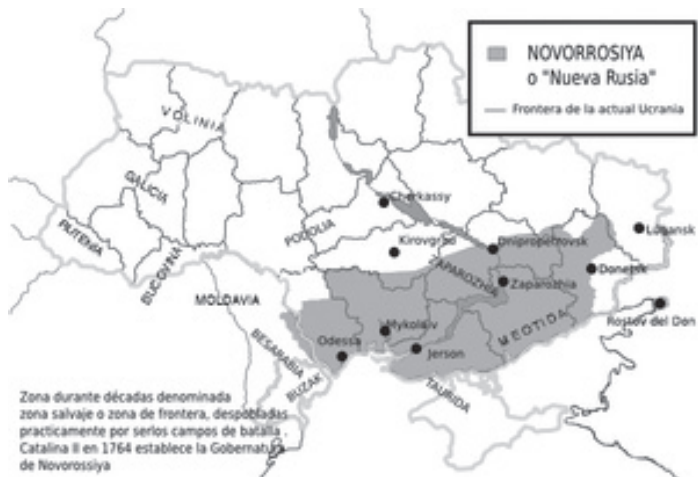 NOVORROSIYA
o "Nueva Rusia"
Frontera de la actual Ucrania
VOLINIA
GALICIA
RUTENIA
BUCOVINA
PODOLIA
MOLDAVIA
BESARABIA
BUZAK
Cherkassy
Kirovgrad
Dnipropetrovsk
ZAPAROZHIA
Zaparozhia
Lugansk
Donetsk
Rostov del Don
MEOTIDA
Mykolaiv
Odessa
Jerson
TAURIDA
Zona durante décadas denominada
zona salvaje o zona de frontera, despobladas
practicamente por serlos campos de batalla .
Catalina II en 1764 establece la Gobernatura
de Novorossiya